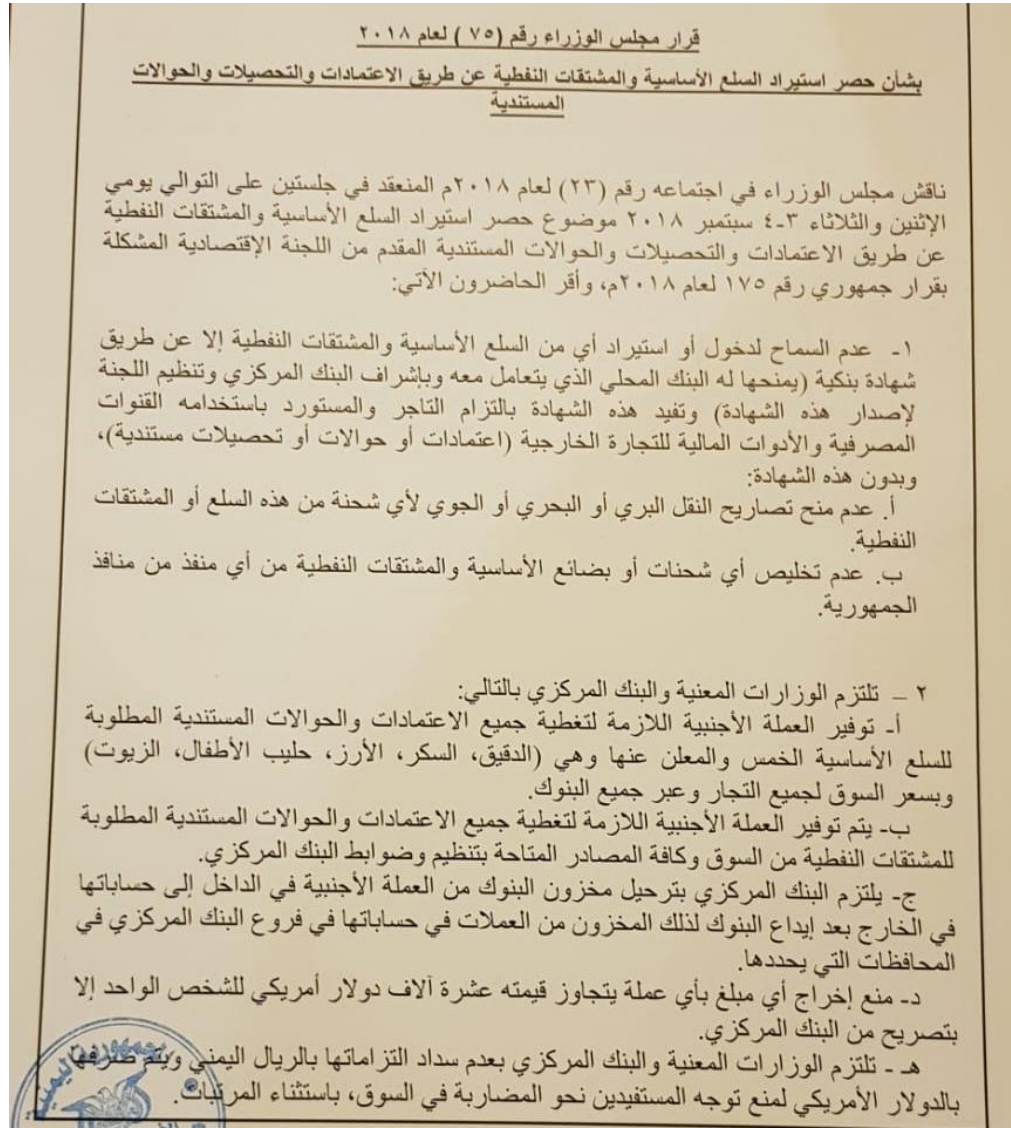 قرار مجلس الوزراء رقم (٧٥ ) لعام ٢٠١٨
بشأن حصر استيراد السلع الأساسية والمشتقات النفطية عن طريق الاعتمادات والتحصيلات والحوالات
المستندية
ناقش مجلس الوزراء في اجتماعه رقم (٢٣) لعام ٢٠١٨م المنعقد في جلستين على التوالي يومي
الإثنين والثلاثاء ٣-٤ سبتمبر ٢٠١٨ موضوع حصر استيراد السلع الأساسية والمشتقات النفطية
عن طريق الاعتمادات والتحصيلات والحوالات المستندية المقدم من اللجنة الإقتصادية المشكلة
بقرار جمهوري رقم ١٧٥ لعام ٢٠١٨م، وأقر الحاضرون الآتي:
١- عدم السماح لدخول أو استيراد أي من السلع الأساسية والمشتقات النفطية إلا عن طريق
شهادة بنكية (يمنحها له البنك المحلي الذي يتعامل معه وبإشراف البنك المركزي وتنظيم اللجنة
لإصدار هذه الشهادة) وتفيد هذه الشهادة بالتزام التاجر والمستورد باستخدامه القنوات
المصرفية والأدوات المالية للتجارة الخارجية (اعتمادات أو حوالات أو تحصيلات مستندية)،
وبدون هذه الشهادة:
أ. عدم منح تصاريح النقل البري أو البحري أو الجوي لأي شحنة من هذه السلع أو المشتقات
النفطية.
ب. عدم تخليص أي شحنات أو بضائع الأساسية والمشتقات النفطية من أي منفذ من منافذ
الجمهورية.
٢ – تلتزم الوزارات المعنية والبنك المركزي بالتالي:
أ- توفير العملة الأجنبية اللازمة لتغطية جميع الاعتمادات والحوالات المستندية المطلوبة
للسلع الأساسية الخمس والمعلن عنها وهي (الدقيق، السكر، الأرز، حليب الأطفال، الزيوت)
وبسعر السوق لجميع التجار وعبر جميع البنوك.
ب- يتم توفير العملة الأجنبية اللازمة لتغطية جميع الاعتمادات والحوالات المستندية المطلوبة
للمشتقات النفطية من السوق وكافة المصادر المتاحة بتنظيم وضوابط البنك المركزي.
ج- يلتزم البنك المركزي بترحيل مخزون البنوك من العملة الأجنبية في الداخل إلى حساباتها
في الخارج بعد إيداع البنوك لذلك المخزون من العملات في حساباتها في فروع البنك المركزي في
المحافظات التي يحددها.
د- منع إخراج أي مبلغ بأي عملة يتجاوز قيمته عشرة آلاف دولار أمريكي للشخص الواحد إلا
بتصريح من البنك المركزي.
هـ - تلتزم الوزارات المعنية والبنك المركزي بعدم سداد التزاماتها بالريال اليمني ويتم صرفها
بالدولار الأمريكي لمنع توجه المستفيدين نحو المضاربة في السوق، باستثناء المرتبات.